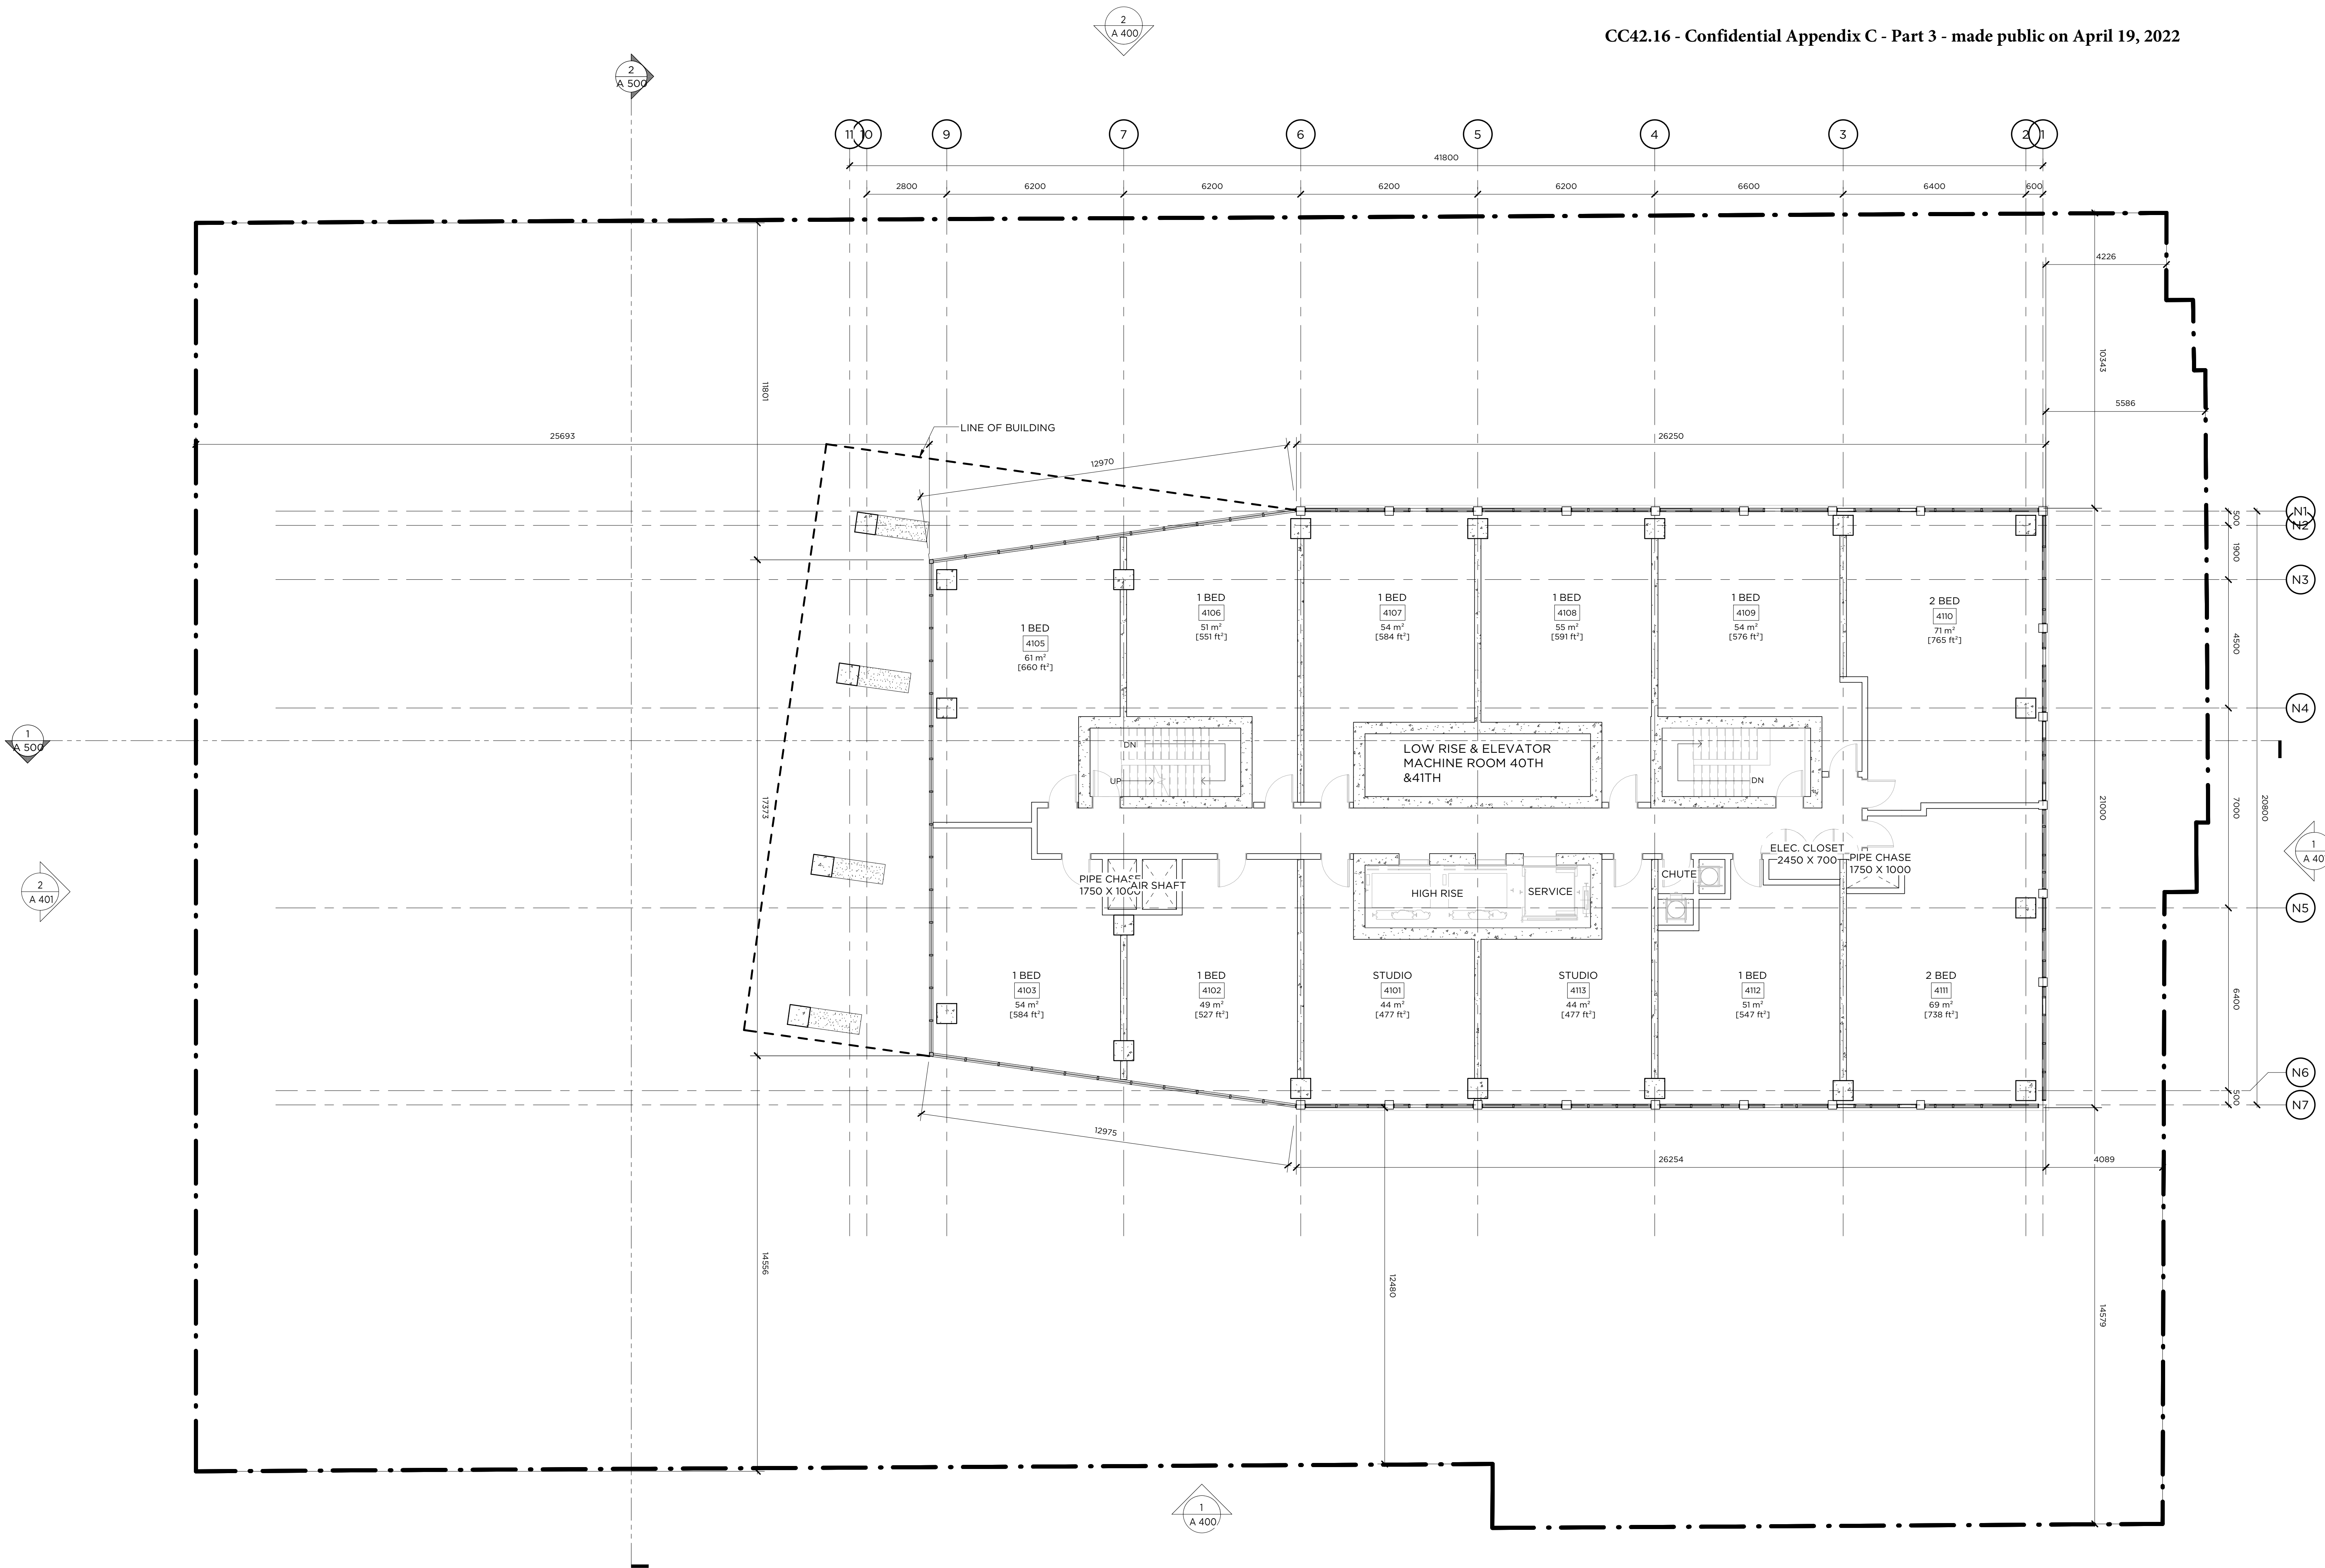 CC42.16 - Confidential Appendix C - Part 3 - made public on April 19, 2022
2
A 400
2
A 500
11
10
9
7
6
5
4
3
2
1
41800
2800
6200
6200
6200
6200
6600
6400
600
4226
10343
11801
5586
25693
LINE OF BUILDING
26250
12970
N1
500
N2
1900
N3
4500
N4
1 BED
4105
61 m²
[660 ft²]
1 BED
4106
51 m²
[551 ft²]
1 BED
4107
54 m²
[584 ft²]
1 BED
4108
55 m²
[591 ft²]
1 BED
4109
54 m²
[576 ft²]
2 BED
4110
71 m²
[765 ft²]
1
A 500
DN
UP
LOW RISE & ELEVATOR
MACHINE ROOM 40TH
&41TH
DN
17373
21000
7000
20800
ELEC. CLOSET
2450 X 700
PIPE CHASE
1750 X 1000
PIPE CHASE
1750 X 1000
AIR SHAFT
HIGH RISE
SERVICE
CHUTE
2
A 401
1
A 40
N5
1 BED
4103
54 m²
[584 ft²]
1 BED
4102
49 m²
[527 ft²]
STUDIO
4101
44 m²
[477 ft²]
STUDIO
4113
44 m²
[477 ft²]
1 BED
4112
51 m²
[547 ft²]
2 BED
4111
69 m²
[738 ft²]
6400
N6
500
N7
12975
26254
4089
14556
12480
14579
1
A 400